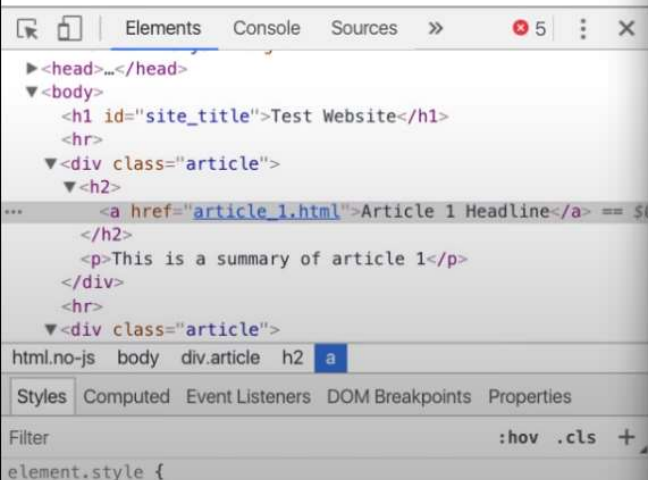 Elements Console Sources » 5
▶<head>…</head>
▼<body>
<h1 id="site_title">Test Website</h1>
<hr>
▼<div class="article">
▼<h2>
<a href="article_1.html">Article 1 Headline</a> ==
</h2>
<p>This is a summary of article 1</p>
</div>
<hr>
▼<div class="article">
html.no-js body div.article h2 a
Styles Computed Event Listeners DOM Breakpoints Properties
Filter :hov .cls +
element.style {